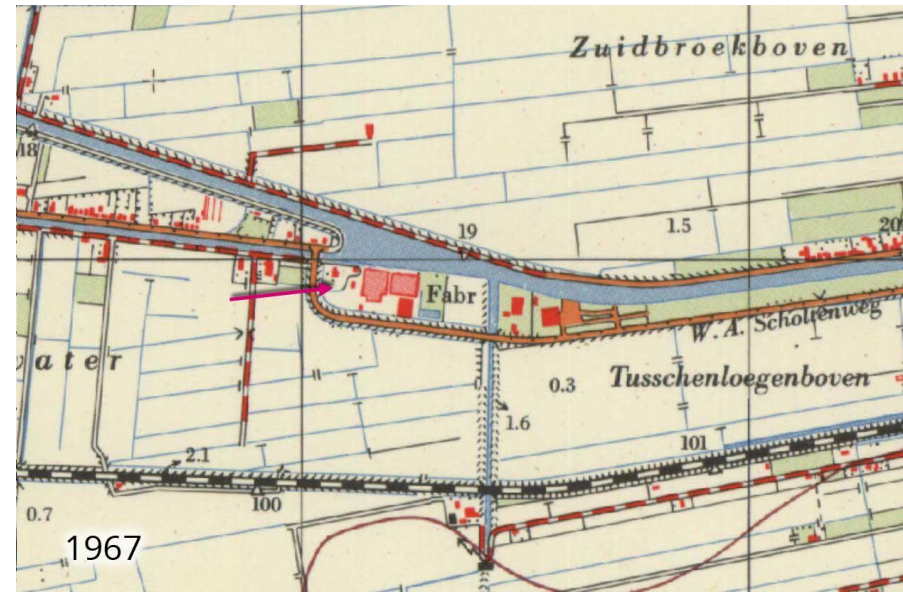 Zuidbroekboven
18
19
1.5
20
Fabr
W.A. Scholtenweg
vater
0.3
Tusschenloegenboven
1.6
2.1
101
100
0.7
1967